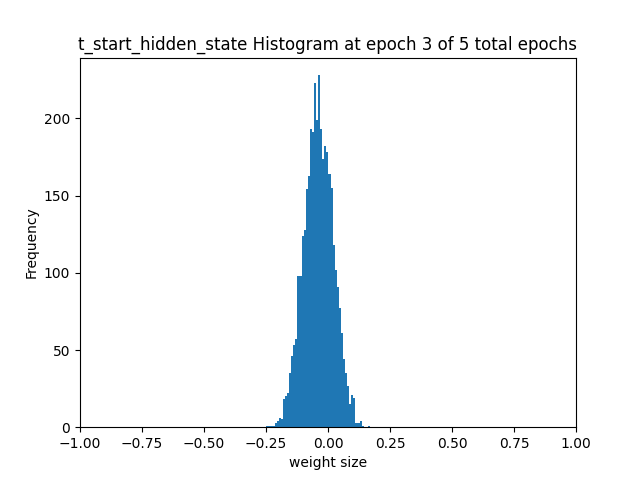 t_start_hidden_state Histogram at epoch 3 of 5 total epochs
Frequency
200
150
100
50
0
−1.00 −0.75 −0.50 −0.25 0.00 0.25 0.50 0.75 1.00
weight size